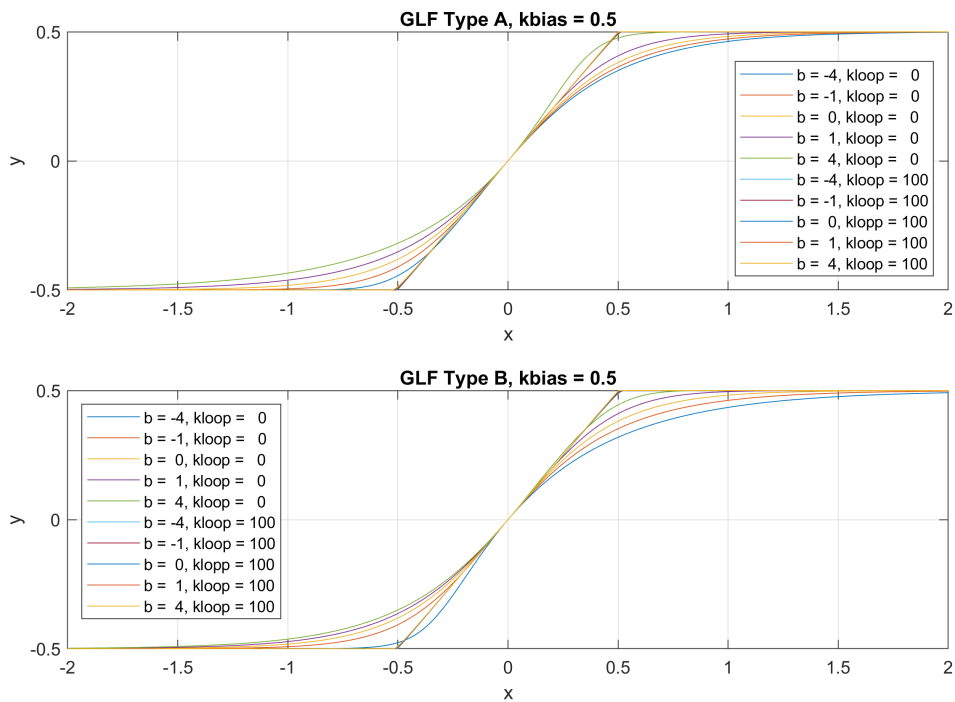 GLF Type A, kbias = 0.5
0.5
0
-0.5
y
b = -4, kloop = 0
b = -1, kloop = 0
b = 0, kloop = 0
b = 1, kloop = 0
b = 4, kloop = 0
b = -4, kloop = 100
b = -1, kloop = 100
b = 0, klopp = 100
b = 1, kloop = 100
b = 4, kloop = 100
-2 -1.5 -1 -0.5 0 0.5 1 1.5 2
x
GLF Type B, kbias = 0.5
0.5
0
-0.5
y
b = -4, kloop = 0
b = -1, kloop = 0
b = 0, kloop = 0
b = 1, kloop = 0
b = 4, kloop = 0
b = -4, kloop = 100
b = -1, kloop = 100
b = 0, klopp = 100
b = 1, kloop = 100
b = 4, kloop = 100
-2 -1.5 -1 -0.5 0 0.5 1 1.5 2
x